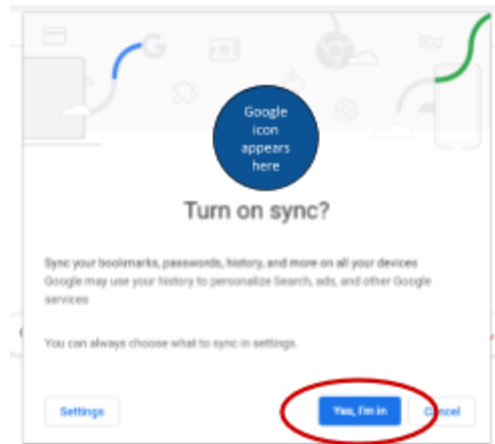 Google
icon
appears
here
Turn on sync?
Sync your bookmarks, passwords, history, and more on all your devices
Google may use your history to personalize Search, ads, and other Google
services
You can always choose what to sync in settings.
Settings
Yes, I'm in
Cancel